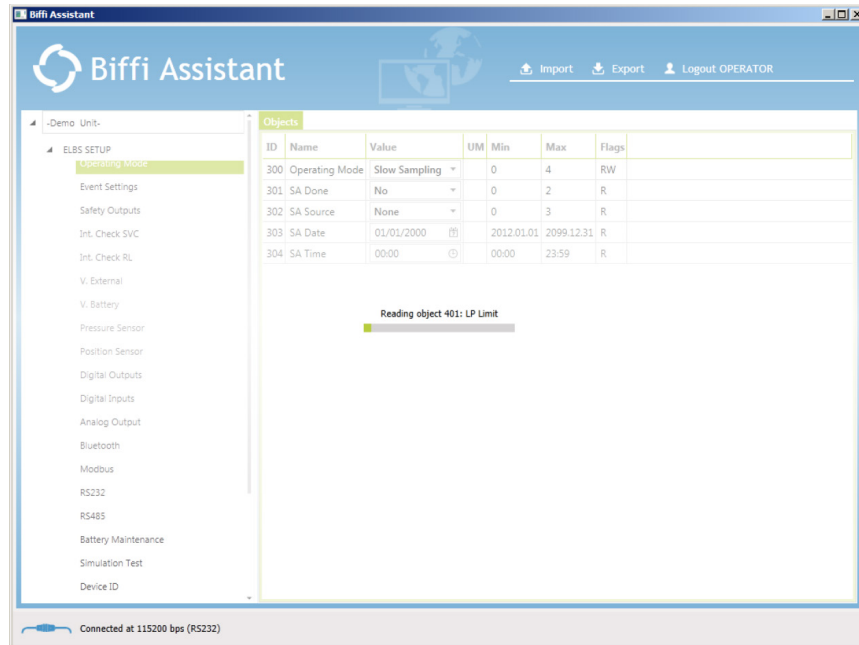 Biffi Assistant
Biffi Assistant
Import Export Logout OPERATOR
-Demo Unit-
ELBS SETUP
Operating Mode
Event Settings
Safety Outputs
Int. Check SVC
Int. Check RL
V. External
V. Battery
Pressure Sensor
Position Sensor
Digital Outputs
Digital Inputs
Analog Output
Bluetooth
Modbus
RS232
RS485
Battery Maintenance
Simulation Test
Device ID
Objects
ID Name Value UM Min Max Flags
300 Operating Mode Slow Sampling 0 4 RW
301 SA Done No 0 2 R
302 SA Source None 0 3 R
303 SA Date 01/01/2000 2012.01.01 2099.12.31 R
304 SA Time 00:00 00:00 23:59 R
Reading object 401: LP Limit
Connected at 115200 bps (RS232)